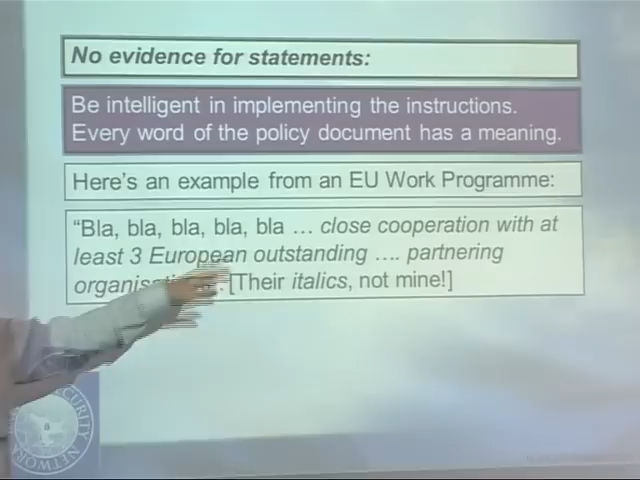 No evidence for statements:
Be intelligent in implementing the instructions.
Every word of the policy document has a meaning.
Here's an example from an EU Work Programme:
“Bla, bla, bla, bla, bla … close cooperation with at
least 3 European outstanding …. partnering
[Their italics, not mine!]
SECURITY NETWORK